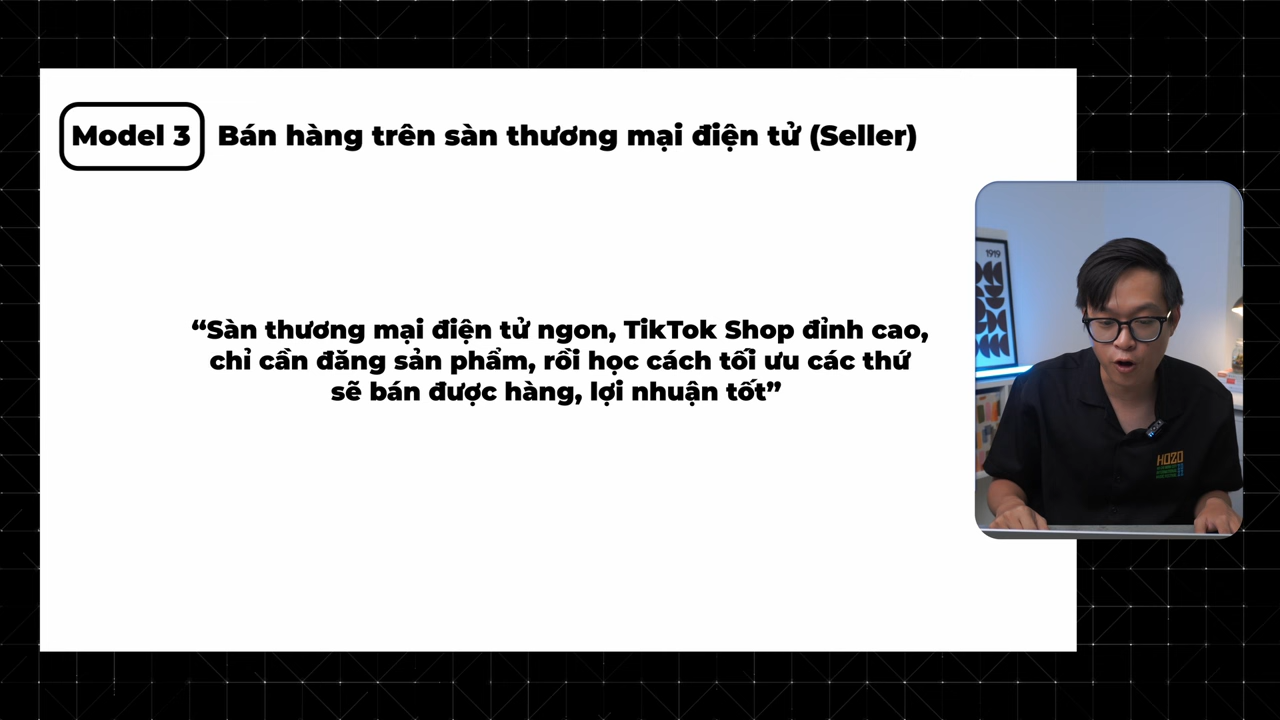 Model 3 Bán hàng trên sàn thương mại điện tử (Seller)
“Sàn thương mại điện tử ngon, TikTok Shop đỉnh cao,
chỉ cần đăng sản phẩm, rồi học cách tối ưu các thứ
sẽ bán được hàng, lợi nhuận tốt”
1919
HOZO